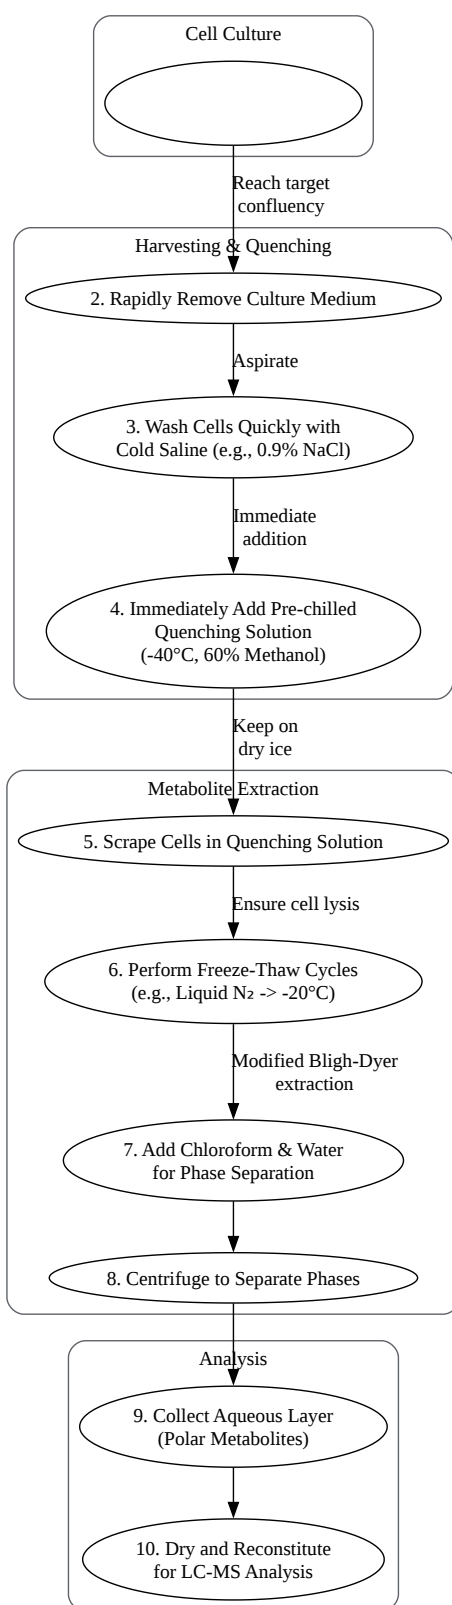 Cell Culture
Reach target
confluency
Harvesting & Quenching
2. Rapidly Remove Culture Medium
Aspirate
3. Wash Cells Quickly with
Cold Saline (e.g., 0.9% NaCl)
Immediate
addition
4. Immediately Add Pre-chilled
Quenching Solution
(-40°C, 60% Methanol)
Keep on
dry ice
Metabolite Extraction
5. Scrape Cells in Quenching Solution
Ensure cell lysis
6. Perform Freeze-Thaw Cycles
(e.g., Liquid N₂ -> -20°C)
Modified Bligh-Dyer
extraction
7. Add Chloroform & Water
for Phase Separation
8. Centrifuge to Separate Phases
Analysis
9. Collect Aqueous Layer
(Polar Metabolites)
10. Dry and Reconstitute
for LC-MS Analysis